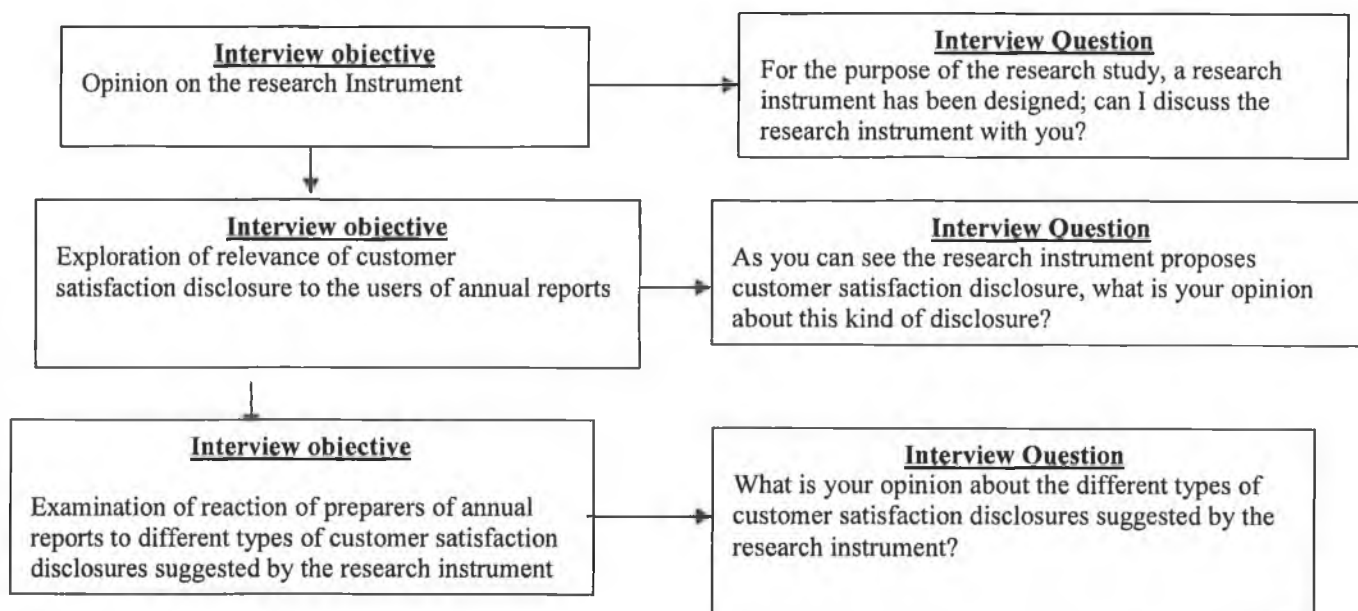 Interview objective
Opinion on the research Instrument
Interview Question
For the purpose of the research study, a research
instrument has been designed; can I discuss the
research instrument with you?
Interview objective
Exploration of relevance of customer
satisfaction disclosure to the users of annual reports
Interview Question
As you can see the research instrument proposes
customer satisfaction disclosure, what is your opinion
about this kind of disclosure?
Interview objective
Examination of reaction of preparers of annual
reports to different types of customer satisfaction
disclosures suggested by the research instrument
Interview Question
What is your opinion about the different types of
customer satisfaction disclosures suggested by the
research instrument?